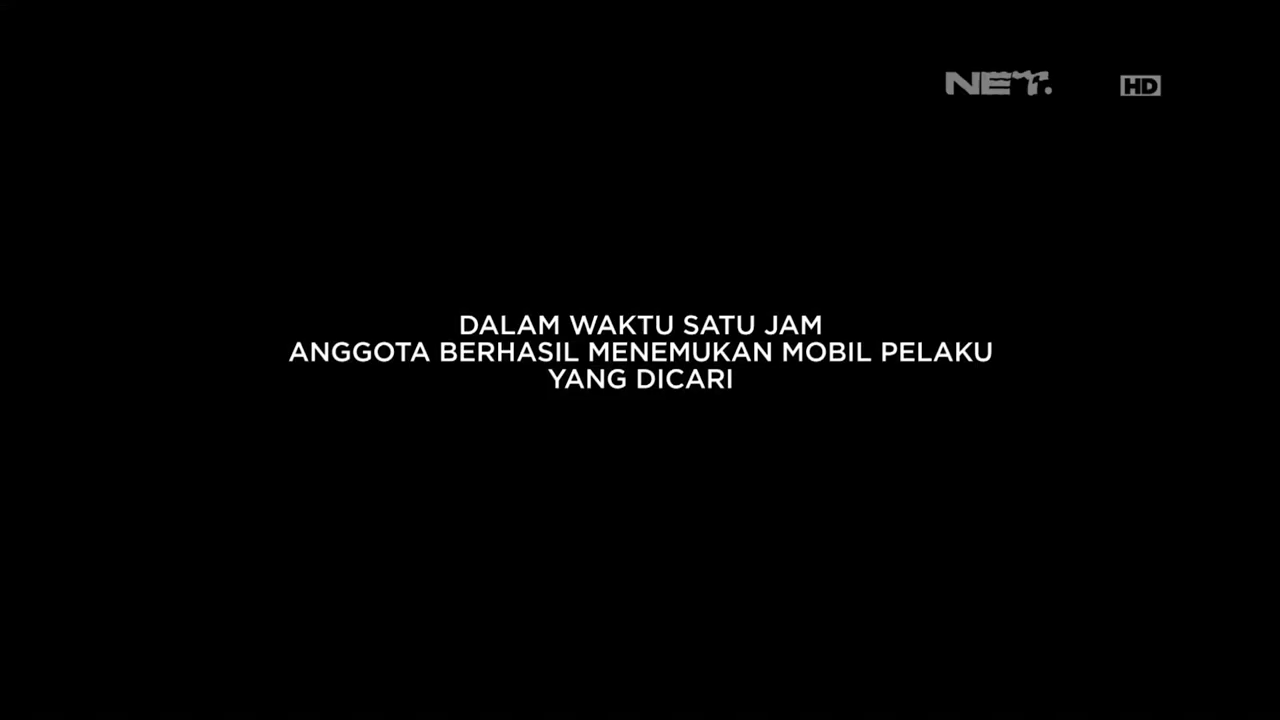 NET.
HD
DALAM WAKTU SATU JAM
ANGGOTA BERHASIL MENEMUKAN MOBIL PELAKU
YANG DICARI